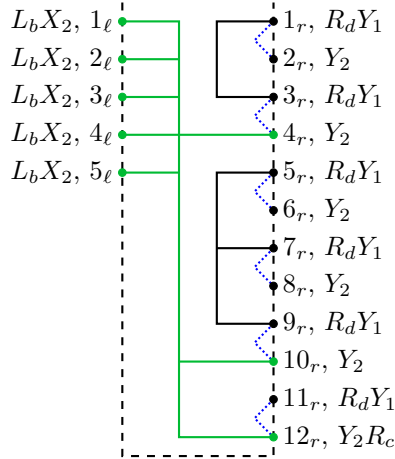 L_bX_2, 1_ℓ
L_bX_2, 2_ℓ
L_bX_2, 3_ℓ
L_bX_2, 4_ℓ
L_bX_2, 5_ℓ
1_r, R_dY_1
2_r, Y_2
3_r, R_dY_1
4_r, Y_2
5_r, R_dY_1
6_r, Y_2
7_r, R_dY_1
8_r, Y_2
9_r, R_dY_1
10_r, Y_2
11_r, R_dY_1
12_r, Y_2R_c